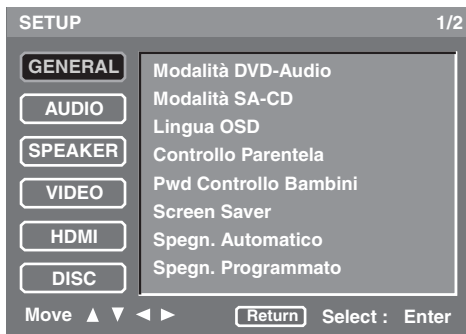 SETUP 1/2
GENERAL
AUDIO
SPEAKER
VIDEO
HDMI
DISC
Modalità DVD-Audio
Modalità SA-CD
Lingua OSD
Controllo Parentela
Pwd Controllo Bambini
Screen Saver
Spegn. Automatico
Spegn. Programmato
Move ▲ ▼ ◄ ► Return Select : Enter